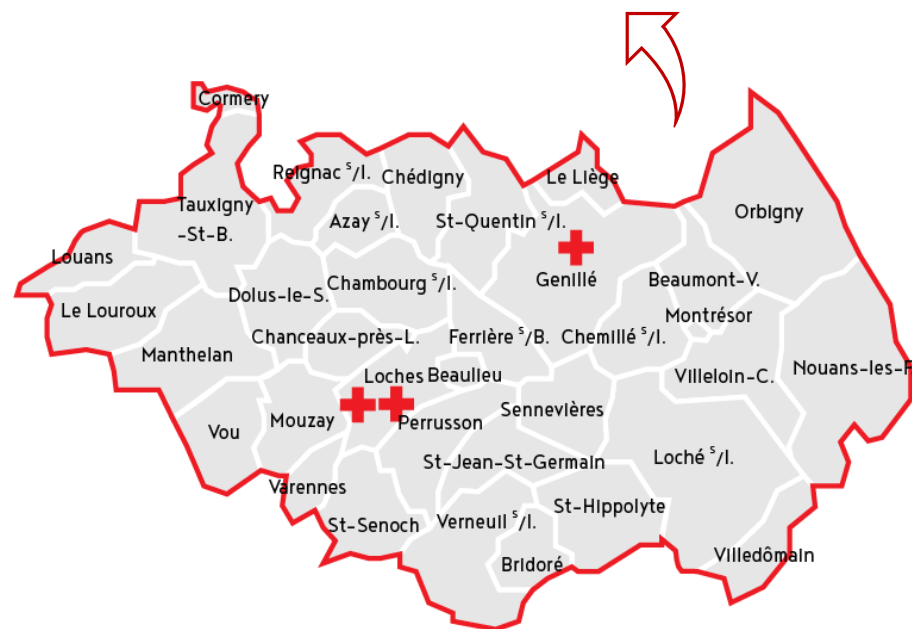 Cormery
Reignac s/l.
Chédigny
Le Liège
Tauxigny
-St-B.
Azay s/l.
St-Quentin s/l.
Orbigny
Louans
Dolus-le-S.
Chambourg s/l.
Genillé
Beaumont-V.
Le Louroux
Montrésor
Manthelan
Chanceaux-près-L.
Ferrière s/B.
Chemillé s/l.
Villeloin-C.
Nouans-les-F
Loches
Beaulieu
Vou
Mouzay
Perrusson
Sennevières
St-Jean-St-Germain
Loché s/l.
Varennes
St-Senoch
Verneuil s/l.
St-Hippolyte
Bridoré
Villedômain